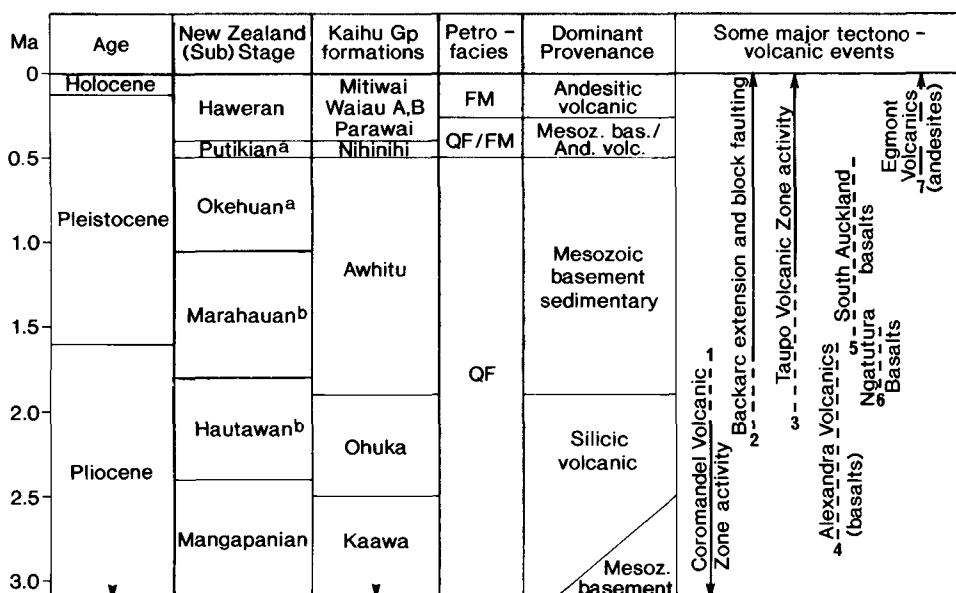 Ma
Age
New Zealand
(Sub) Stage
Kaihu Gp
formations
Petro-
facies
Dominant
Provenance
Some major tectono-
volcanic events
0
0.5
1.0
1.5
2.0
2.5
3.0
Holocene
Pleistocene
Pliocene
Haweran
Putikian a
Okehuan a
Marahauan b
Hautawan b
Mangapanian
Mitiwai
Waiau A,B
Parawai
Nihinihi
Awhitu
Ohuka
Kaawa
FM
QF/FM
QF
Andesitic
volcanic
Mesoz. bas./
And. volc.
Mesozoic
basement
sedimentary
Silicic
volcanic
Mesoz.
basement
1
Coromandel Volcanic
Zone activity
Backarc extension and block faulting
2
Taupo Volcanic Zone activity
3
Alexandra Volcanics
(basalts)
4
South Auckland
basalts
5
Ngatutura
Basalts
6
Egmont
Volcanics
(andesites)
7